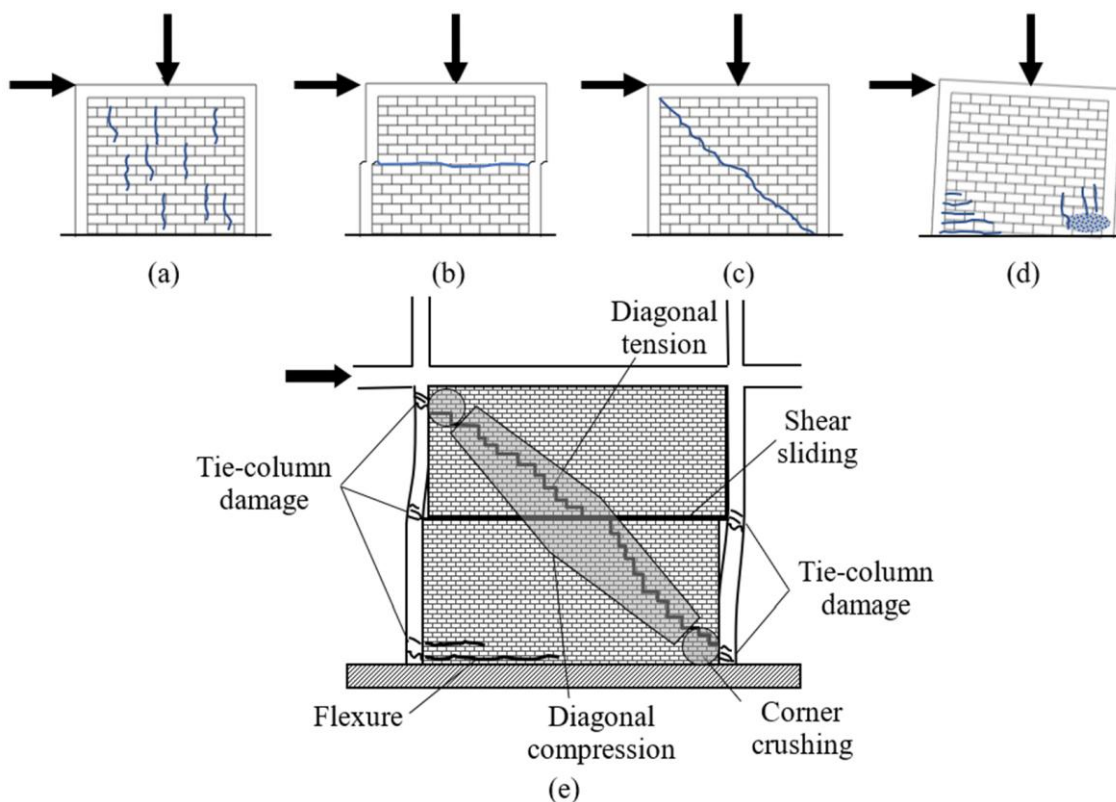 (a)
(b)
(c)
(d)
Diagonal
tension
Shear
sliding
Tie-column
damage
Tie-column
damage
Flexure
Diagonal
compression
Corner
crushing
(e)